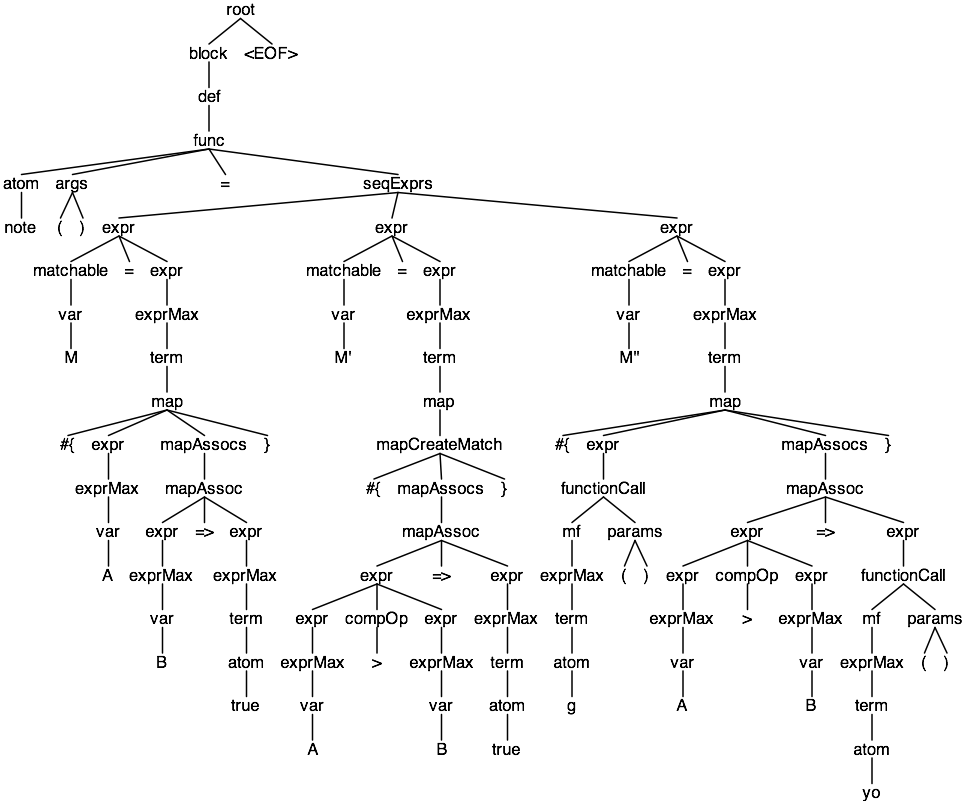 root
block <EOF>
def
func
atom args = seqExprs
note ( ) expr expr expr
matchable = expr matchable = expr matchable = expr
var exprMax var exprMax var exprMax
M term M' term M" term
map map map
#{ expr mapAssocs } mapCreateMatch #{ expr mapAssocs }
exprMax mapAssoc #{ mapAssocs } functionCall mapAssoc
var expr => expr mapAssoc mf params expr => expr
A exprMax exprMax expr => expr exprMax ( ) expr compOp expr functionCall
var term expr compOp expr exprMax term exprMax > exprMax mf params
B atom exprMax > exprMax term atom var var exprMax ( )
true var var atom g A B term
A B true atom
yo